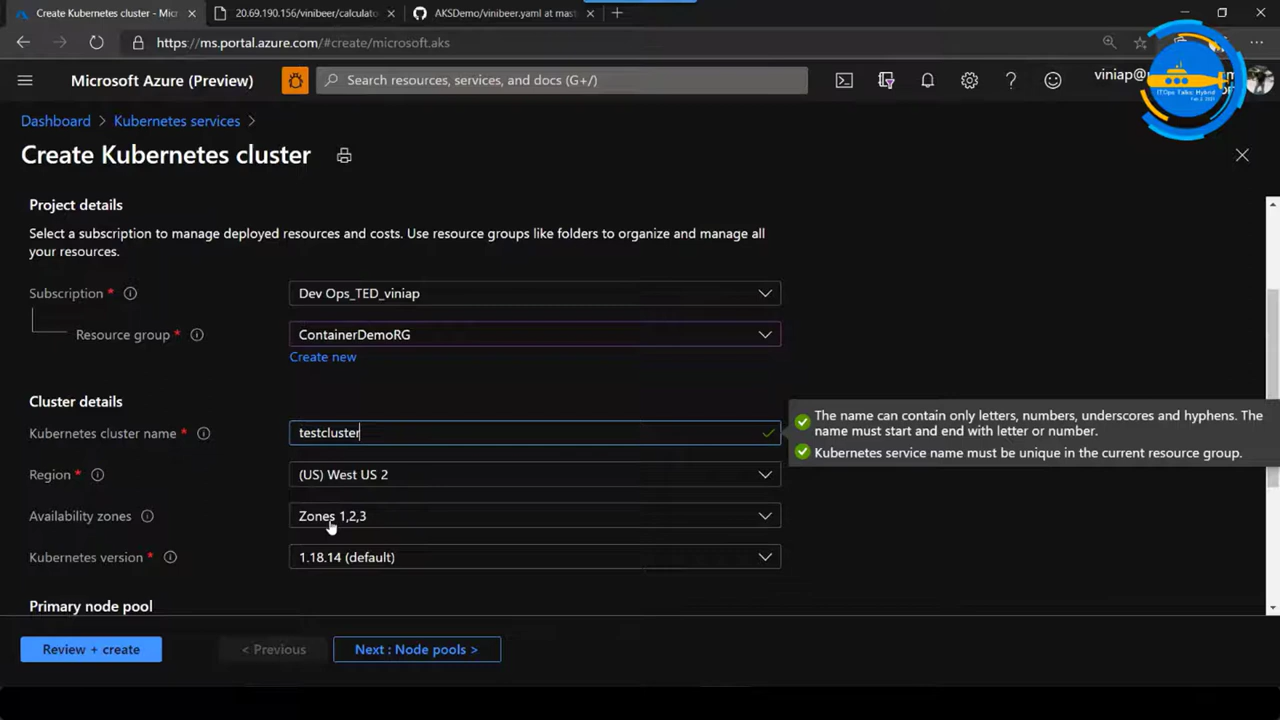 Create Kubernetes cluster - Micr
20.69.190.156/vinibeer/calculato
AKSDemo/vinibeer.yaml at mast
https://ms.portal.azure.com/#create/microsoft.aks
Microsoft Azure (Preview)
Search resources, services, and docs (G+/)
viniap@
ITOps Talks: Hybrid
Dashboard > Kubernetes services >
Create Kubernetes cluster
Project details
Select a subscription to manage deployed resources and costs. Use resource groups like folders to organize and manage all
your resources.
Subscription *
Dev Ops_TED_viniap
Resource group *
ContainerDemoRG
Create new
Cluster details
Kubernetes cluster name *
testcluster
The name can contain only letters, numbers, underscores and hyphens. The
name must start and end with letter or number.
Kubernetes service name must be unique in the current resource group.
Region *
(US) West US 2
Availability zones
Zones 1,2,3
Kubernetes version *
1.18.14 (default)
Primary node pool
Review + create
< Previous
Next : Node pools >